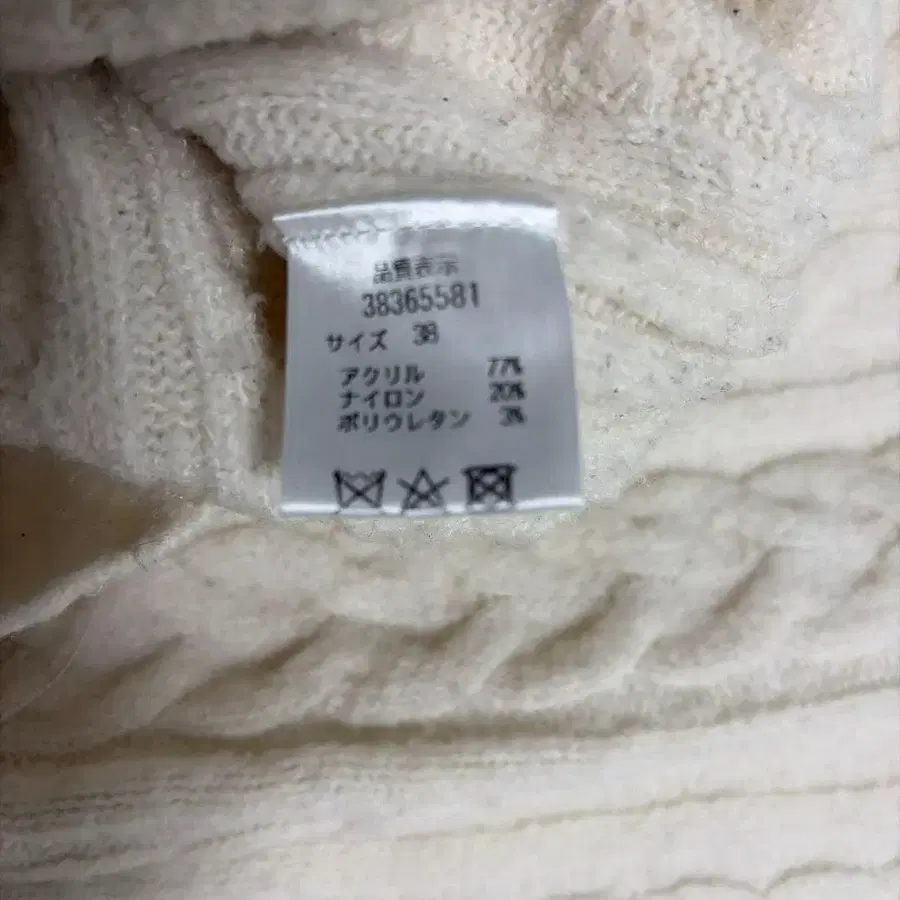 品質表示
38365581
サイズ 38
アクリル 77%
ナイロン 20%
ポリウレタン 3%